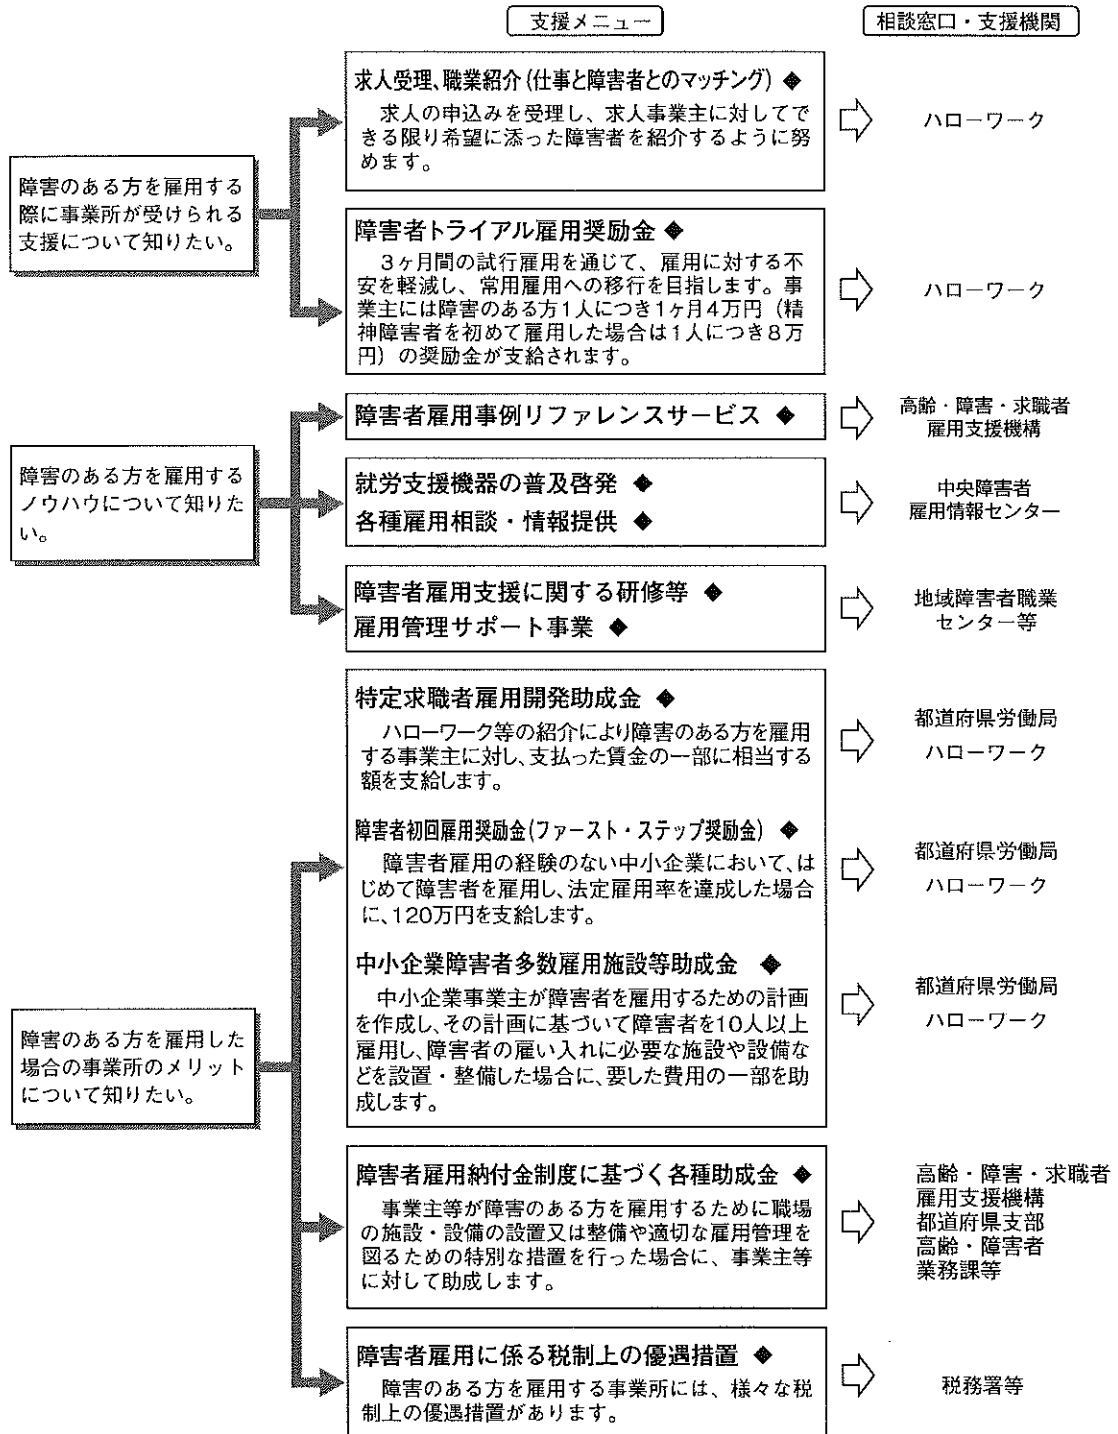 支援メニュー
相談窓口・支援機関
障害のある方を雇用する
際に事業所が受けられる
支援について知りたい。
求人受理、職業紹介(仕事と障害者とのマッチング) ◆
求人の申込みを受理し、求人事業主に対してで
きる限り希望に添った障害者を紹介するように努
めます。
ハローワーク
障害者トライアル雇用奨励金 ◆
3ヶ月間の試行雇用を通じて、雇用に対する不
安を軽減し、常用雇用への移行を目指します。事
業主には障害のある方1人につき1ヶ月4万円(精
神障害者を初めて雇用した場合は1人につき8万
円)の奨励金が支給されます。
ハローワーク
障害のある方を雇用する
ノウハウについて知りた
い。
障害者雇用事例リファレンスサービス ◆
高齢・障害・求職者
雇用支援機構
就労支援機器の普及啓発 ◆
各種雇用相談・情報提供 ◆
中央障害者
雇用情報センター
障害者雇用支援に関する研修等 ◆
雇用管理サポート事業 ◆
地域障害者職業
センター等
障害のある方を雇用した
場合の事業所のメリット
について知りたい。
特定求職者雇用開発助成金 ◆
ハローワーク等の紹介により障害のある方を雇用
する事業主に対し、支払った賃金の一部に相当する
額を支給します。
都道府県労働局
ハローワーク
障害者初回雇用奨励金(ファースト・ステップ奨励金) ◆
障害者雇用の経験のない中小企業において、は
じめて障害者を雇用し、法定雇用率を達成した場合
に、120万円を支給します。
都道府県労働局
ハローワーク
中小企業障害者多数雇用施設等助成金 ◆
中小企業事業主が障害者を雇用するための計画
を作成し、その計画に基づいて障害者を10人以上
雇用し、障害者の雇い入れに必要な施設や設備な
どを設置・整備した場合に、要した費用の一部を助
成します。
都道府県労働局
ハローワーク
障害者雇用納付金制度に基づく各種助成金 ◆
事業主等が障害のある方を雇用するために職場
の施設・設備の設置又は整備や適切な雇用管理を
図るための特別な措置を行った場合に、事業主等
に対して助成します。
高齢・障害・求職者
雇用支援機構
都道府県支部
高齢・障害者
業務課等
障害者雇用に係る税制上の優遇措置 ◆
障害のある方を雇用する事業所には、様々な税
制上の優遇措置があります。
税務署等